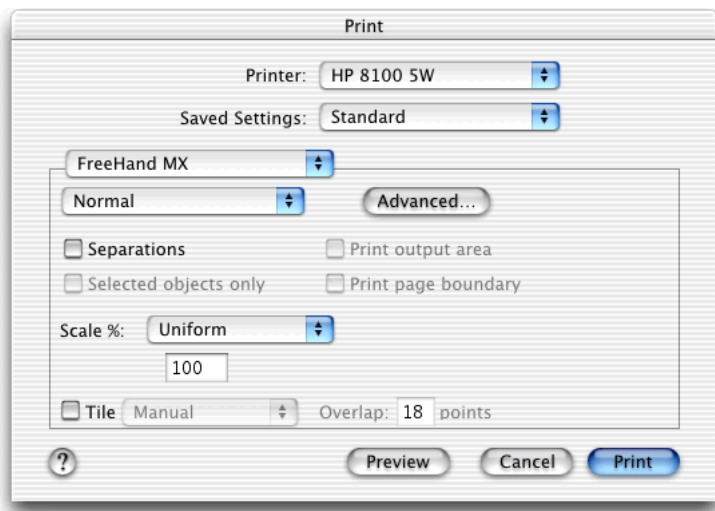 Print
Printer: HP 8100 5W
Saved Settings: Standard
FreeHand MX
Normal Advanced...
Separations Print output area
Selected objects only Print page boundary
Scale %: Uniform
100
Tile Manual Overlap: 18 points
? Preview Cancel Print